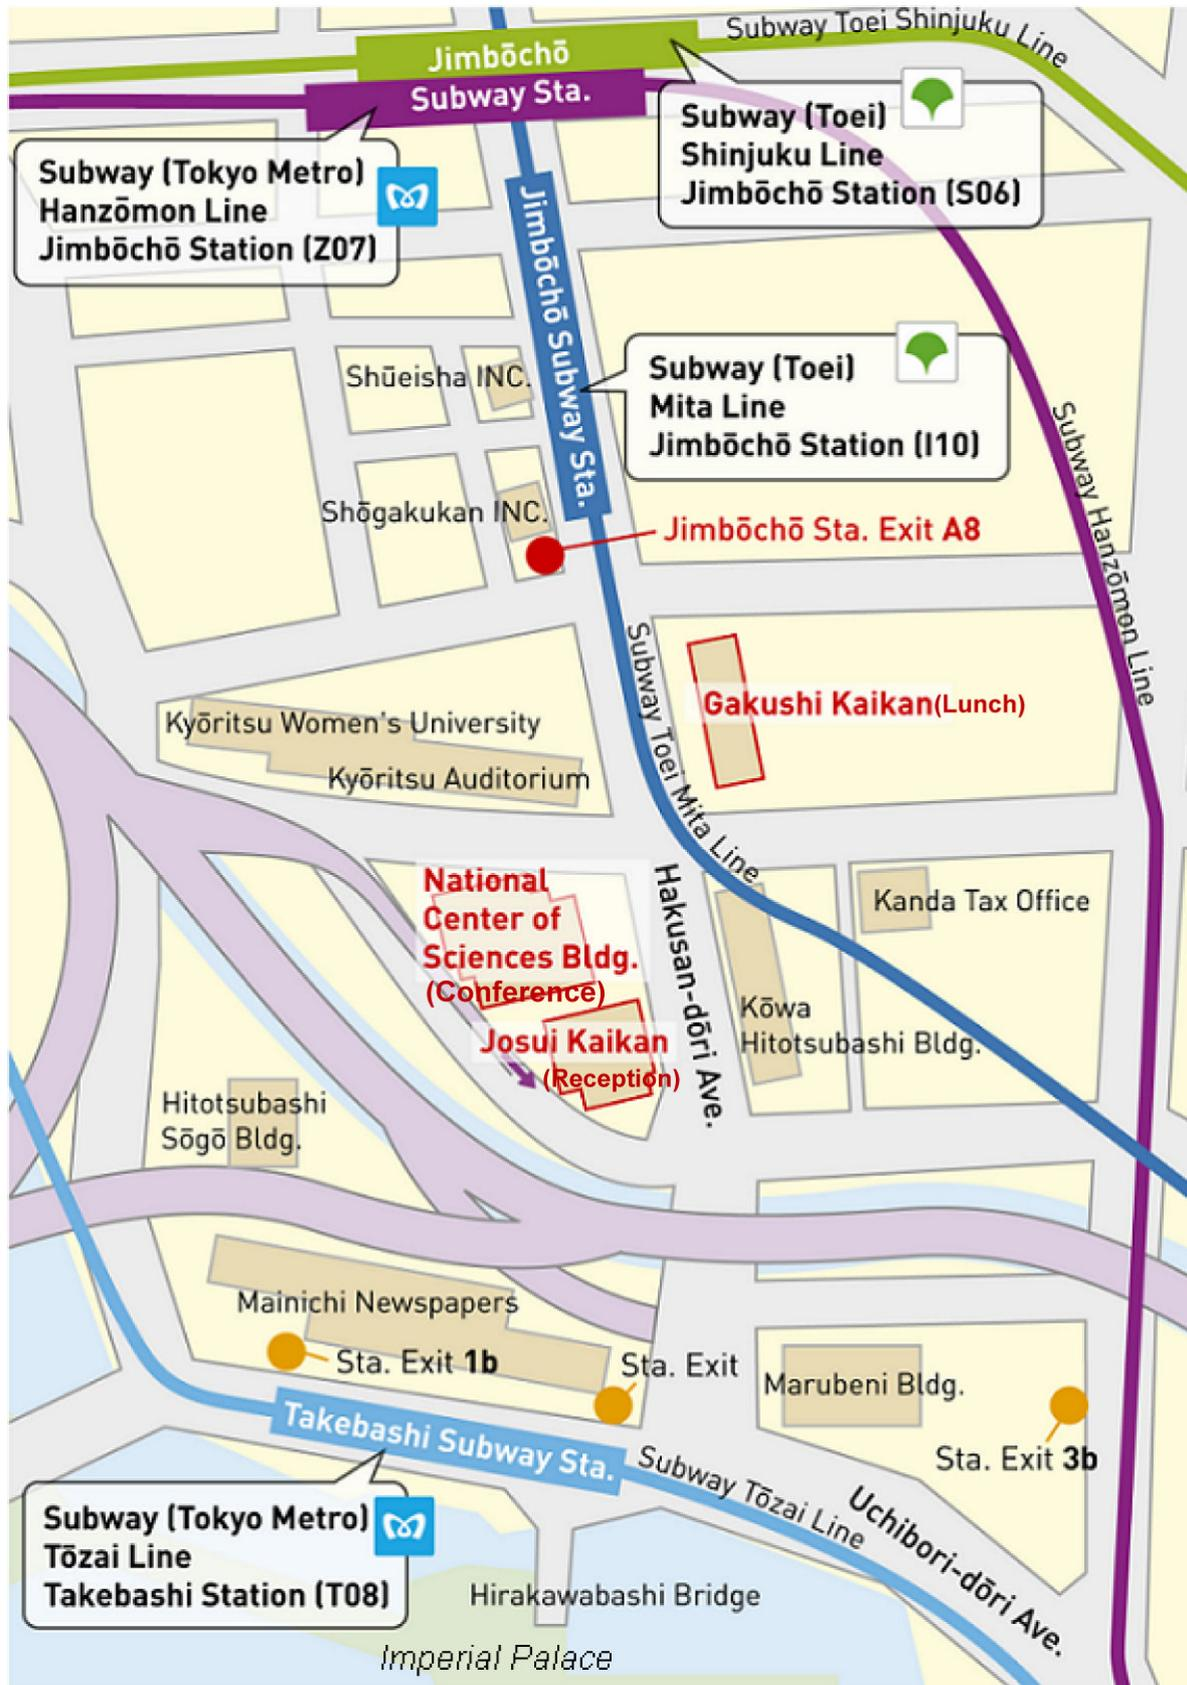 Subway Toei Shinjuku Line
Jimbōchō
Subway Sta.
Subway (Toei)
Shinjuku Line
Jimbōchō Station (S06)
Subway (Tokyo Metro)
Hanzōmon Line
Jimbōchō Station (Z07)
Jimbōchō Subway Sta.
Subway (Toei)
Mita Line
Jimbōchō Station (I10)
Shūeisha INC.
Subway Hanzōmon Line
Shōgakukan INC.
Jimbōchō Sta. Exit A8
Subway Toei Mita Line
Gakushi Kaikan(Lunch)
Kyōritsu Women's University
Kyōritsu Auditorium
National
Center of
Sciences Bldg.
(Conference)
Hakusan-dōri Ave.
Kanda Tax Office
Kōwa
Hitotsubashi Bldg.
Josui Kaikan
(Reception)
Hitotsubashi
Sōgō Bldg.
Mainichi Newspapers
Sta. Exit 1b
Sta. Exit
Marubeni Bldg.
Sta. Exit 3b
Takebashi Subway Sta.
Subway Tōzai Line
Uchibori-dōri Ave.
Subway (Tokyo Metro)
Tōzai Line
Takebashi Station (T08)
Hirakawabashi Bridge
Imperial Palace